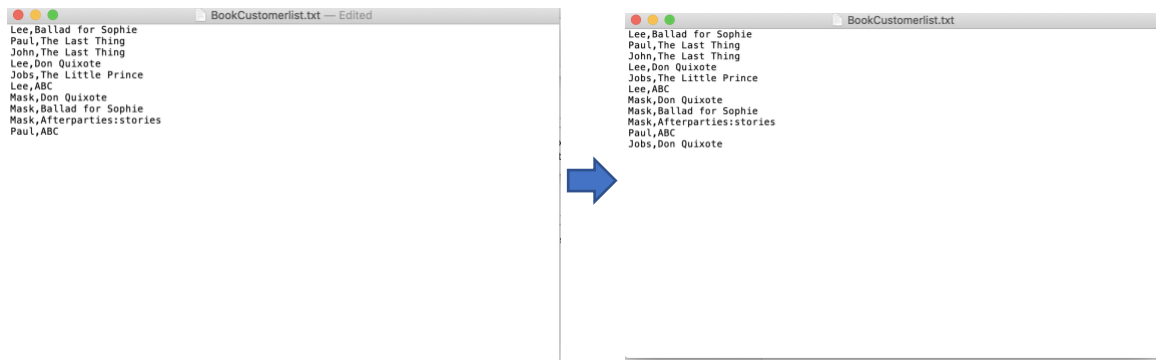 BookCustomerlist.txt — Edited
Lee,Ballad for Sophie
Paul,The Last Thing
John,The Last Thing
Lee,Don Quixote
Jobs,The Little Prince
Lee,ABC
Mask,Don Quixote
Mask,Ballad for Sophie
Mask,Afterparties:stories
Paul,ABC
BookCustomerlist.txt
Lee,Ballad for Sophie
Paul,The Last Thing
John,The Last Thing
Lee,Don Quixote
Jobs,The Little Prince
Lee,ABC
Mask,Don Quixote
Mask,Ballad for Sophie
Mask,Afterparties:stories
Paul,ABC
Jobs,Don Quixote